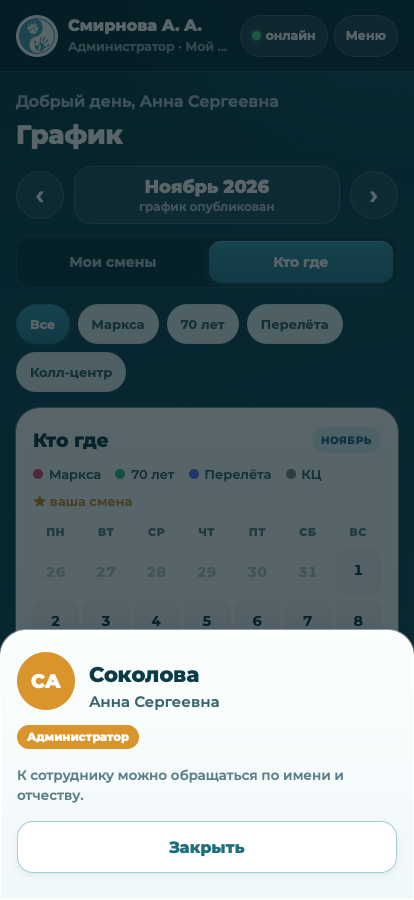 Смирнова А. А.
Администратор · Мой ...
онлайн
Меню
Добрый день, Анна Сергеевна
График
‹
Ноябрь 2026
график опубликован
›
Мои смены
Кто где
Все
Маркса
70 лет
Перелёта
Колл-центр
Кто где
НОЯБРЬ
Маркса
70 лет
Перелёта
КЦ
★ ваша смена
ПН ВТ СР ЧТ ПТ СБ ВС
26 27 28 29 30 31 1
2 3 4 5 6 7 8
СА
Соколова
Анна Сергеевна
Администратор
К сотруднику можно обращаться по имени и
отчеству.
Закрыть